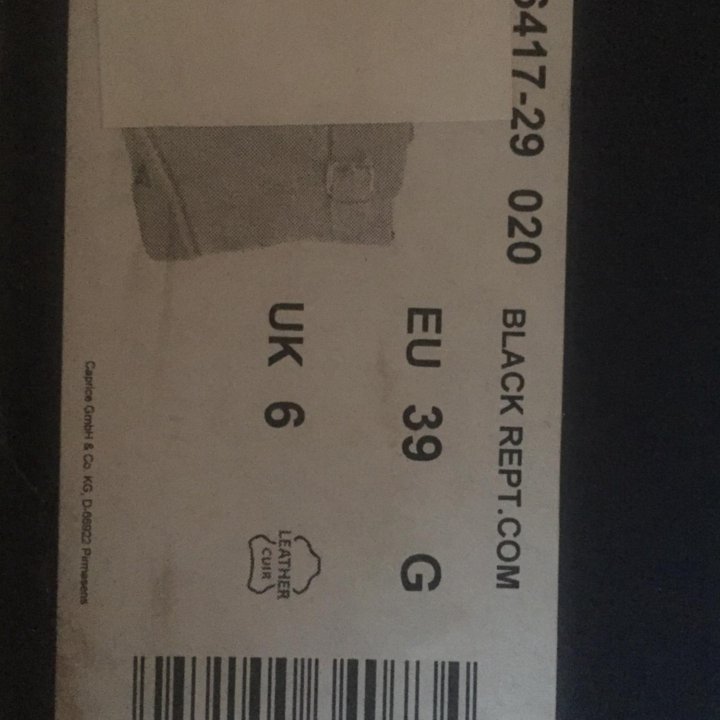 6417-29 020 BLACK REPT.COM
EU 39 G
UK 6
LEATHER
CUIR
Caprice GmbH & Co. KG, D-66922 Pirmasens